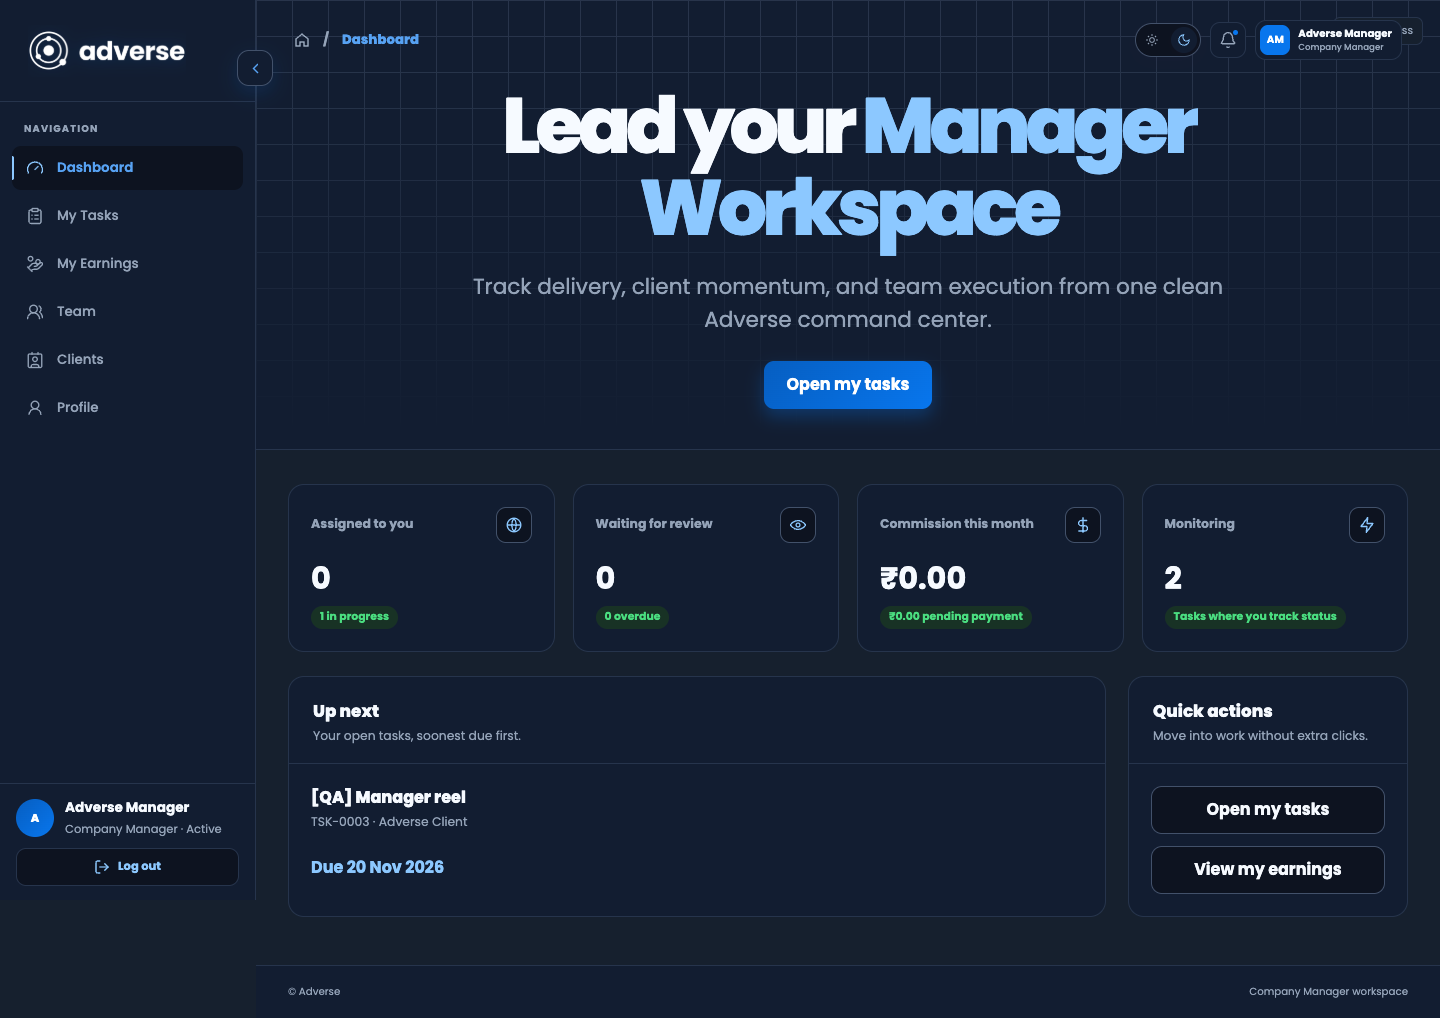 adverse
/ Dashboard
AM
Adverse Manager
Company Manager
ss
NAVIGATION
Dashboard
My Tasks
My Earnings
Team
Clients
Profile
A
Adverse Manager
Company Manager · Active
Log out
Lead your Manager
Workspace
Track delivery, client momentum, and team execution from one clean
Adverse command center.
Open my tasks
Assigned to you
0
1 in progress
Waiting for review
0
0 overdue
Commission this month
₹0.00
₹0.00 pending payment
Monitoring
2
Tasks where you track status
Up next
Your open tasks, soonest due first.
[QA] Manager reel
TSK-0003 · Adverse Client
Due 20 Nov 2026
Quick actions
Move into work without extra clicks.
Open my tasks
View my earnings
© Adverse
Company Manager workspace